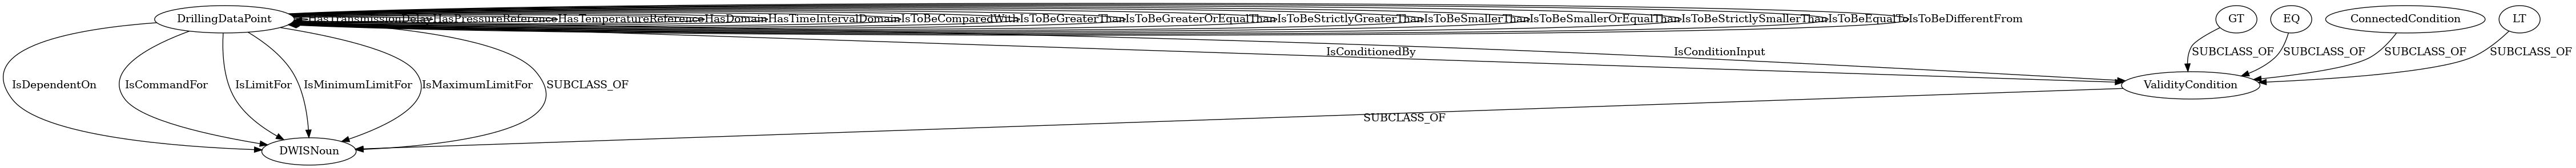 DrillingDataPoint
HasTransmissionDelay
HasPressureReference
HasTemperatureReference
HasDomain
HasTimeIntervalDomain
IsToBeComparedWith
IsToBeGreaterThan
IsToBeGreaterOrEqualThan
IsToBeStrictlyGreaterThan
IsToBeSmallerThan
IsToBeSmallerOrEqualThan
IsToBeStrictlySmallerThan
IsToBeEqualTo
IsToBeDifferentFrom
GT
EQ
ConnectedCondition
LT
IsConditionedBy
IsConditionInput
SUBCLASS_OF
SUBCLASS_OF
SUBCLASS_OF
SUBCLASS_OF
IsDependentOn
IsCommandFor
IsLimitFor
IsMinimumLimitFor
IsMaximumLimitFor
SUBCLASS_OF
ValidityCondition
SUBCLASS_OF
DWISNoun